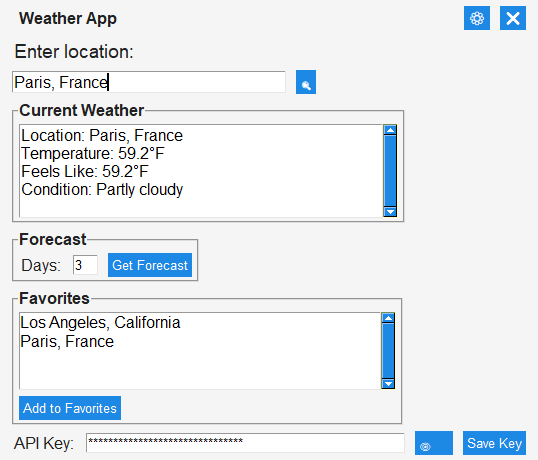 Weather App
Enter location:
Paris, France
Current Weather
Location: Paris, France
Temperature: 59.2°F
Feels Like: 59.2°F
Condition: Partly cloudy
Forecast
Days: 3 Get Forecast
Favorites
Los Angeles, California
Paris, France
Add to Favorites
API Key: ******************************* Save Key